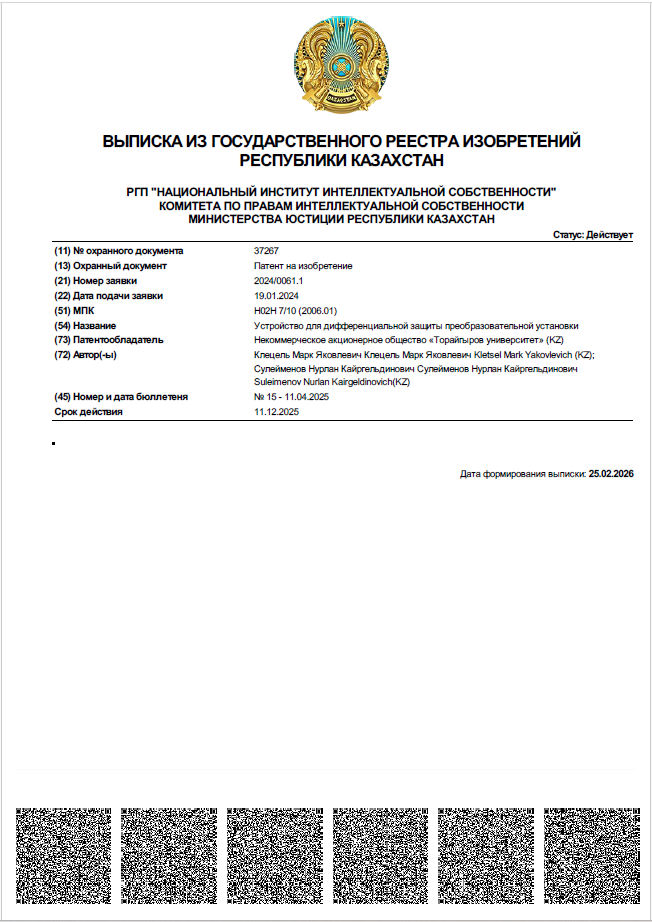 ҚАЗАҚСТАН
ВЫПИСКА ИЗ ГОСУДАРСТВЕННОГО РЕЕСТРА ИЗОБРЕТЕНИЙ
РЕСПУБЛИКИ КАЗАХСТАН
РГП "НАЦИОНАЛЬНЫЙ ИНСТИТУТ ИНТЕЛЛЕКТУАЛЬНОЙ СОБСТВЕННОСТИ"
КОМИТЕТА ПО ПРАВАМ ИНТЕЛЛЕКТУАЛЬНОЙ СОБСТВЕННОСТИ
МИНИСТЕРСТВА ЮСТИЦИИ РЕСПУБЛИКИ КАЗАХСТАН
Статус: Действует
(11) № охранного документа 37267
(13) Охранный документ Патент на изобретение
(21) Номер заявки 2024/0061.1
(22) Дата подачи заявки 19.01.2024
(51) МПК H02H 7/10 (2006.01)
(54) Название Устройство для дифференциальной защиты преобразовательной установки
(73) Патентообладатель Некоммерческое акционерное общество «Торайғыров университет» (KZ)
(72) Автор(-ы) Клецель Марк Яковлевич Клецель Марк Яковлевич Kletsel Mark Yakovlevich (KZ);
Сулейменов Нурлан Кайргельдинович Сулейменов Нурлан Кайргельдинович
Suleimenov Nurlan Kairgeldinovich(KZ)
(45) Номер и дата бюллетеня № 15 - 11.04.2025
Срок действия 11.12.2025
Дата формирования выписки: 25.02.2026